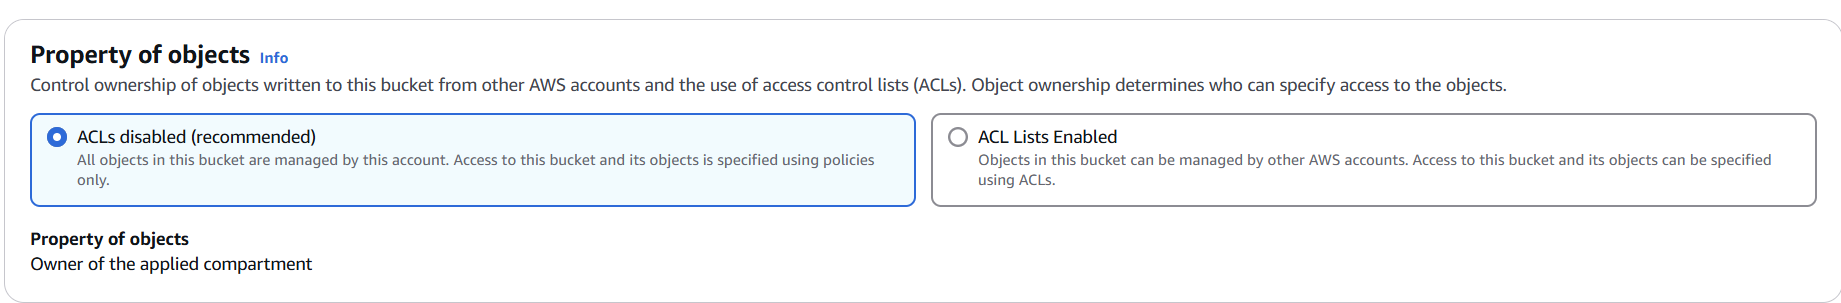 Property of objects Info
Control ownership of objects written to this bucket from other AWS accounts and the use of access control lists (ACLs). Object ownership determines who can specify access to the objects.
ACLs disabled (recommended)
All objects in this bucket are managed by this account. Access to this bucket and its objects is specified using policies
only.
ACL Lists Enabled
Objects in this bucket can be managed by other AWS accounts. Access to this bucket and its objects can be specified
using ACLs.
Property of objects
Owner of the applied compartment